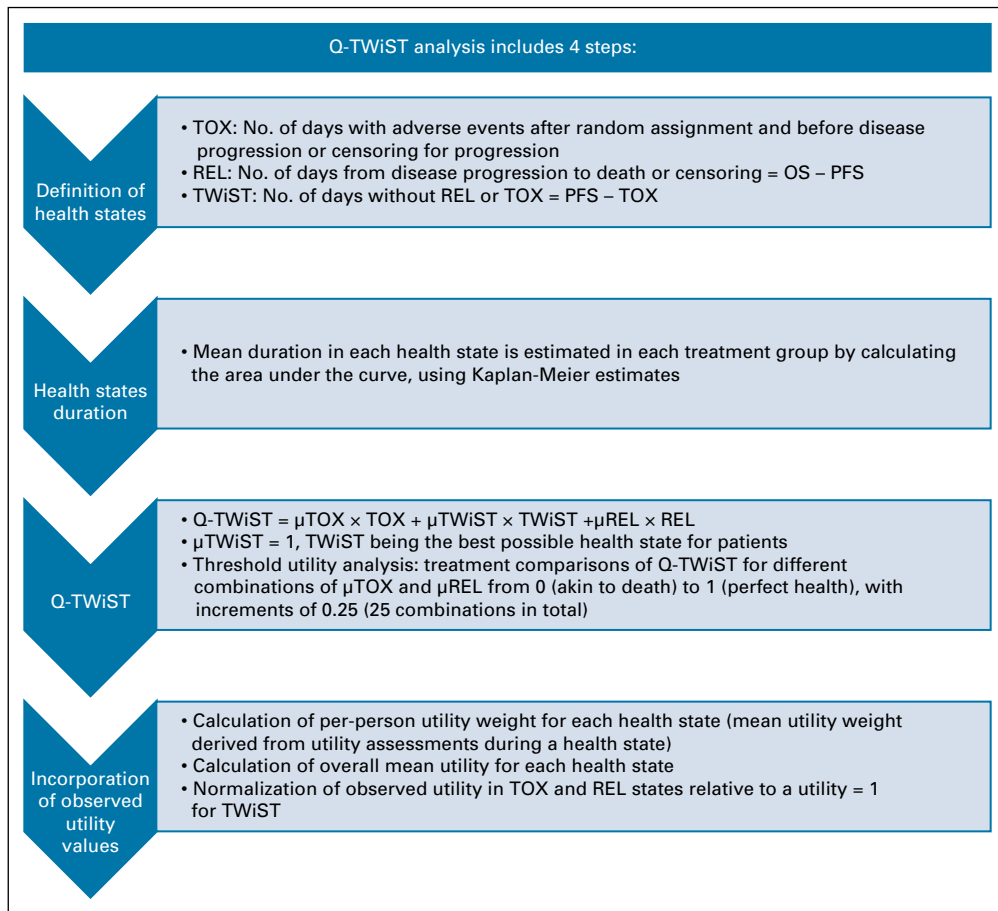 Q-TWiST analysis includes 4 steps:
Definition of
health states
• TOX: No. of days with adverse events after random assignment and before disease
progression or censoring for progression
• REL: No. of days from disease progression to death or censoring = OS – PFS
• TWiST: No. of days without REL or TOX = PFS – TOX
Health states
duration
• Mean duration in each health state is estimated in each treatment group by calculating
the area under the curve, using Kaplan-Meier estimates
Q-TWiST
• Q-TWiST = µTOX × TOX + µTWiST × TWiST +µREL × REL
• µTWiST = 1, TWiST being the best possible health state for patients
• Threshold utility analysis: treatment comparisons of Q-TWiST for different
combinations of µTOX and µREL from 0 (akin to death) to 1 (perfect health), with
increments of 0.25 (25 combinations in total)
Incorporation
of observed
utility
values
• Calculation of per-person utility weight for each health state (mean utility weight
derived from utility assessments during a health state)
• Calculation of overall mean utility for each health state
• Normalization of observed utility in TOX and REL states relative to a utility = 1
for TWiST